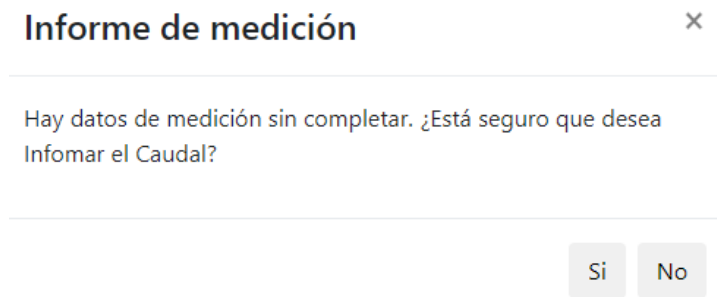 Informe de medición
×
Hay datos de medición sin completar. ¿Está seguro que desea
Infomar el Caudal?
Si No